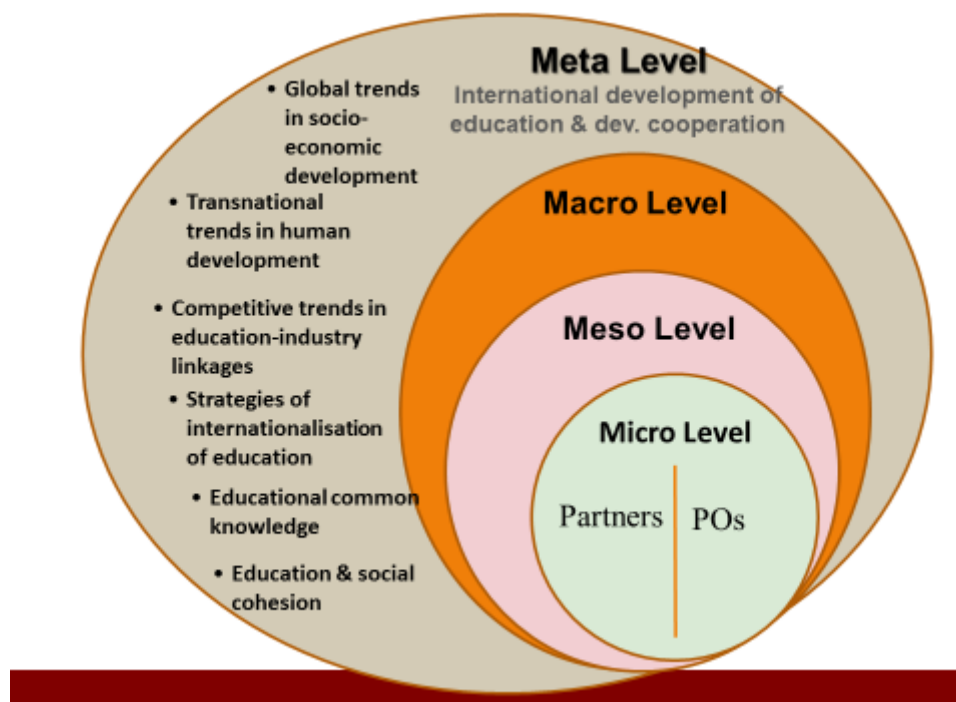 Meta Level
International development of
education & dev. cooperation
• Global trends
in socio-
economic
development
• Transnational
trends in human
development
• Competitive trends in
education-industry
linkages
• Strategies of
internationalisation
of education
• Educational common
knowledge
• Education & social
cohesion
Macro Level
Meso Level
Micro Level
Partners
POs